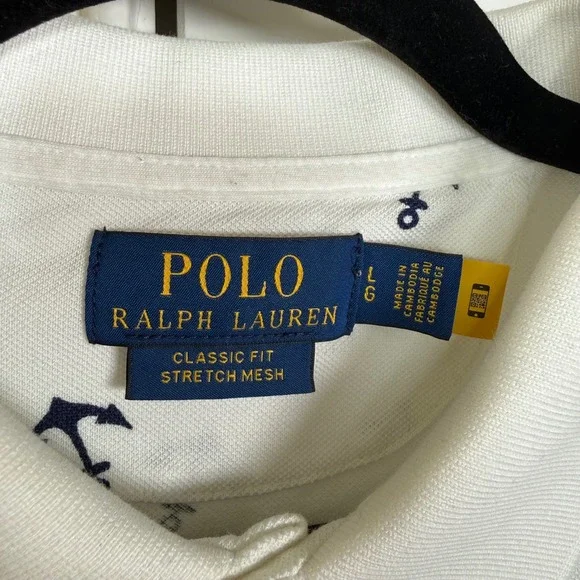 POLO
RALPH LAUREN
CLASSIC FIT
STRETCH MESH
L
G
MADE IN
CAMBODIA
FABRIQUÉ AU
CAMBODGE